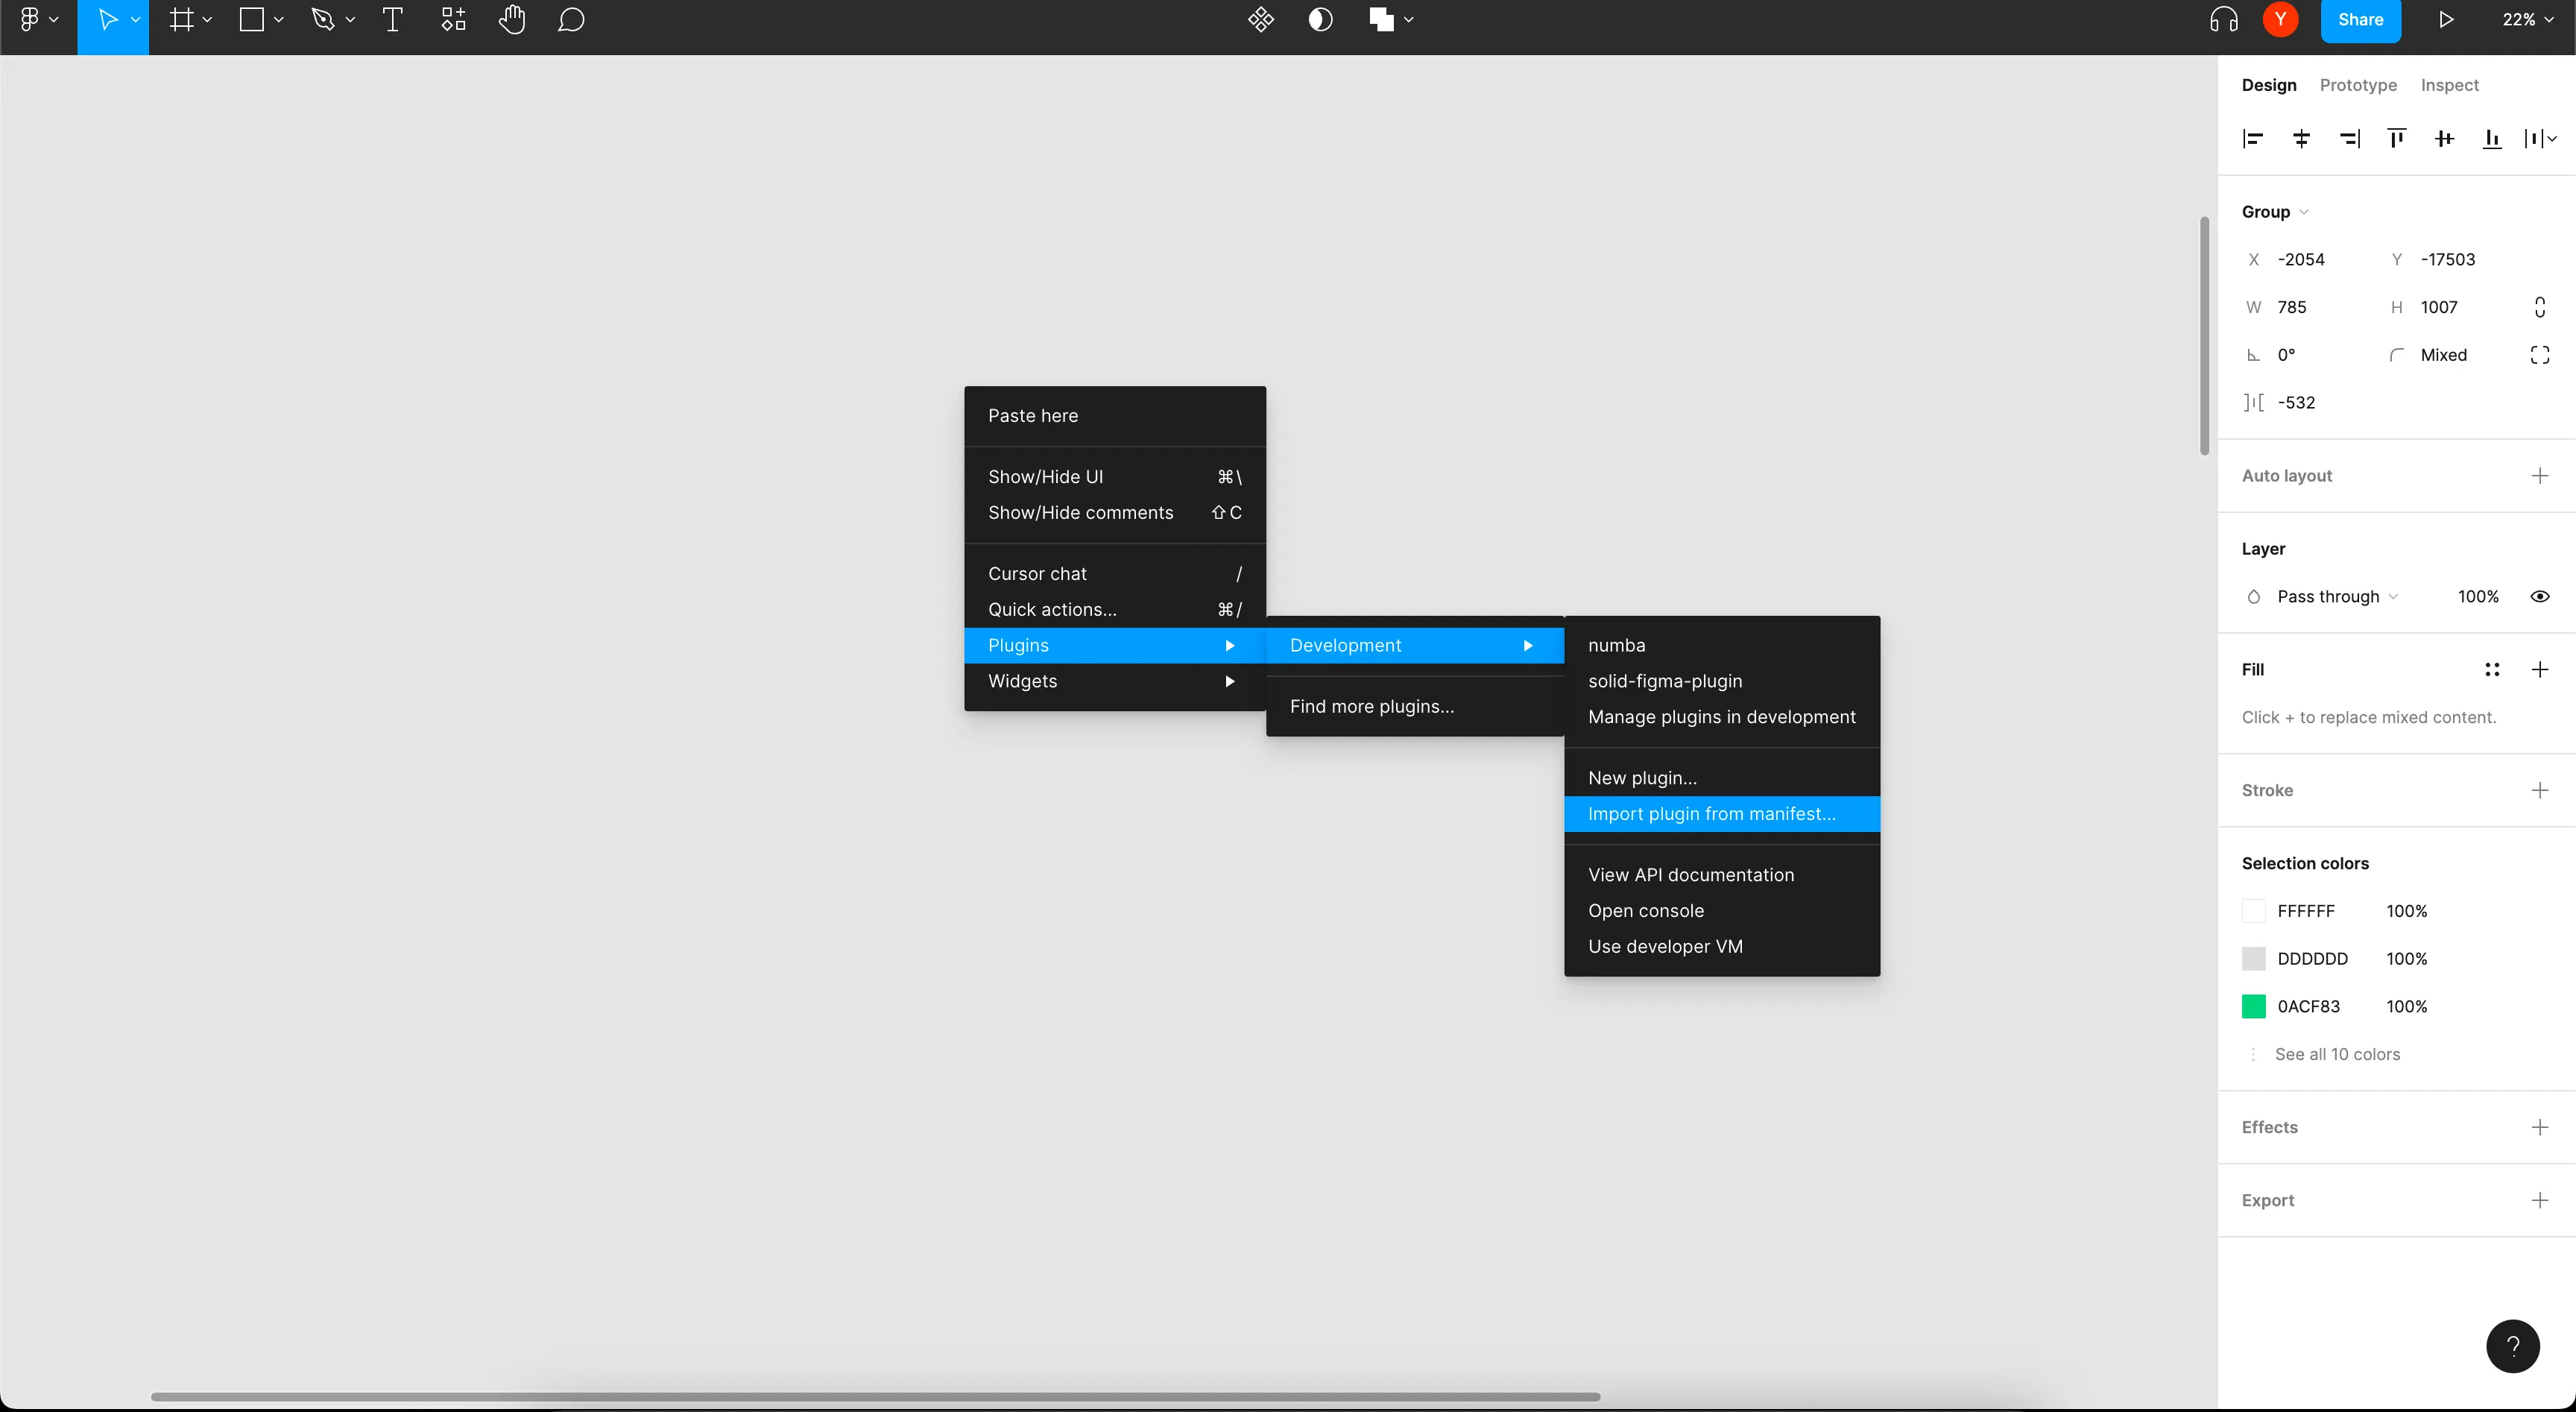 Y
Share
22%
Design Prototype Inspect
Group
X -2054 Y -17503
W 785 H 1007
0° Mixed
-532
Auto layout
Layer
Pass through 100%
Fill
Click + to replace mixed content.
Stroke
Selection colors
FFFFFF 100%
DDDDDD 100%
0ACF83 100%
See all 10 colors
Effects
Export
?
Paste here
Show/Hide UI ⌘\
Show/Hide comments ⇧C
Cursor chat /
Quick actions... ⌘/
Plugins
Widgets
Development
Find more plugins...
numba
solid-figma-plugin
Manage plugins in development
New plugin...
Import plugin from manifest...
View API documentation
Open console
Use developer VM